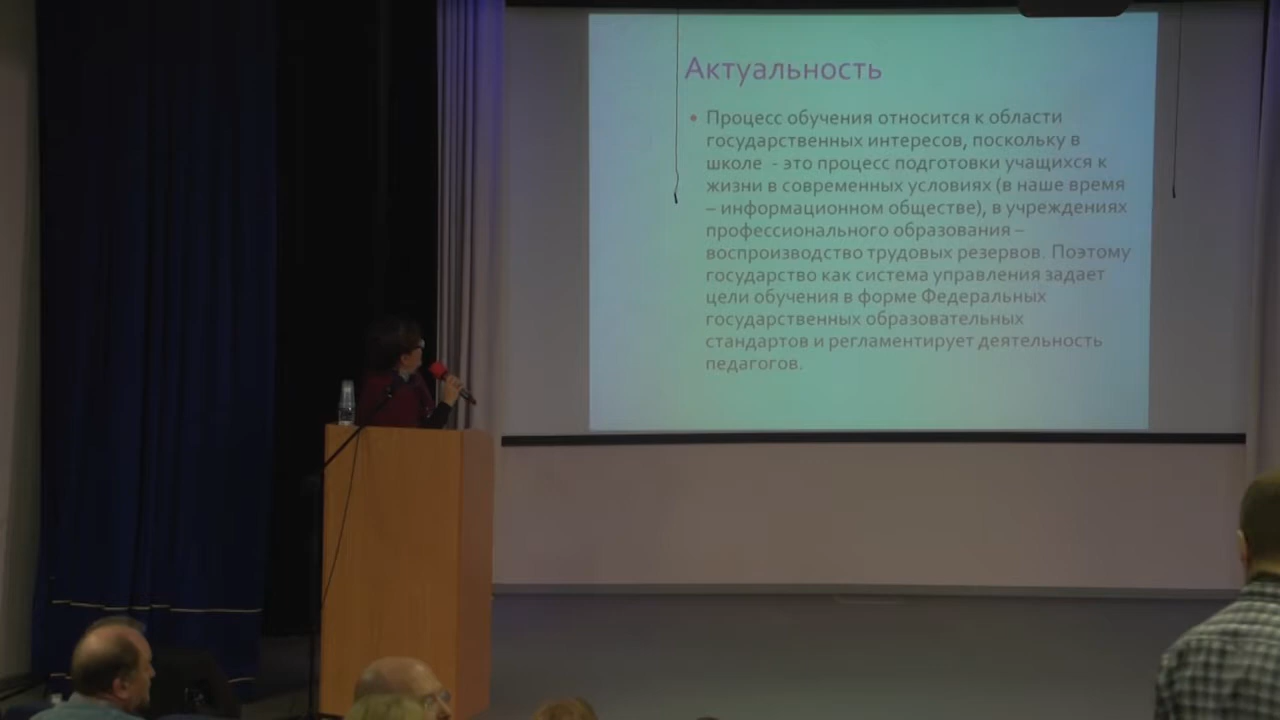 Актуальность
• Процесс обучения относится к области
государственных интересов, поскольку в
школе - это процесс подготовки учащихся к
жизни в современных условиях (в наше время
– информационном обществе), в учреждениях
профессионального образования –
воспроизводство трудовых резервов. Поэтому
государство как система управления задает
цели обучения в форме Федеральных
государственных образовательных
стандартов и регламентирует деятельность
педагогов.